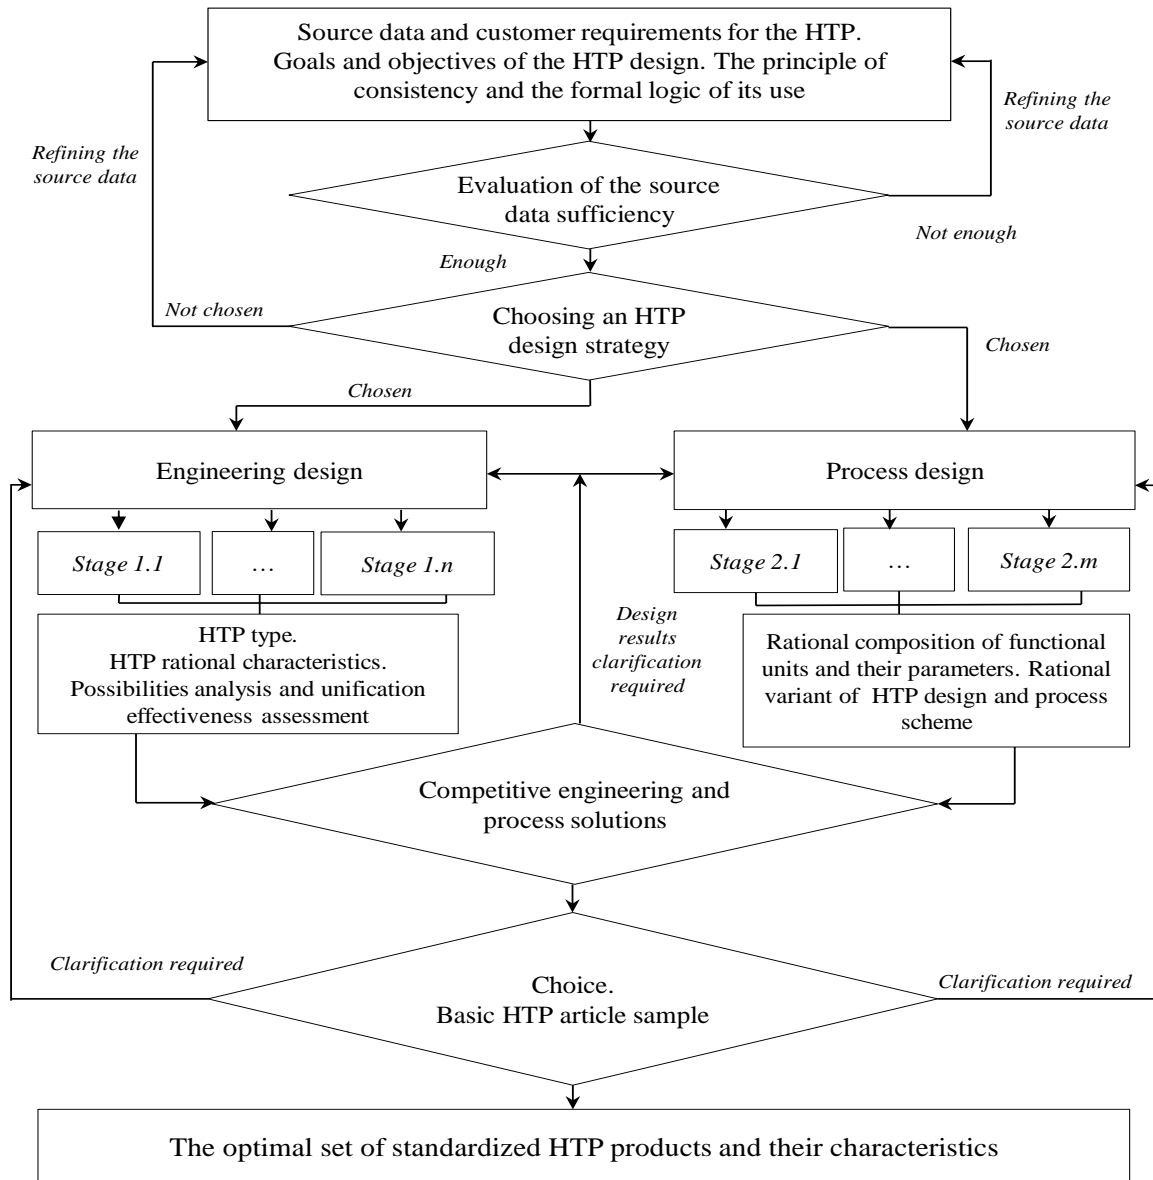 Source data and customer requirements for the HTP.
Goals and objectives of the HTP design. The principle of
consistency and the formal logic of its use
Refining the
source data
Refining the
source data
Evaluation of the source
data sufficiency
Not enough
Enough
Not chosen
Choosing an HTP
design strategy
Chosen
Chosen
Engineering design
Process design
Stage 1.1
...
Stage 1.n
Stage 2.1
...
Stage 2.m
HTP type.
HTP rational characteristics.
Possibilities analysis and unification
effectiveness assessment
Design
results
clarification
required
Rational composition of functional
units and their parameters. Rational
variant of HTP design and process
scheme
Competitive engineering and
process solutions
Clarification required
Choice.
Basic HTP article sample
Clarification required
The optimal set of standardized HTP products and their characteristics